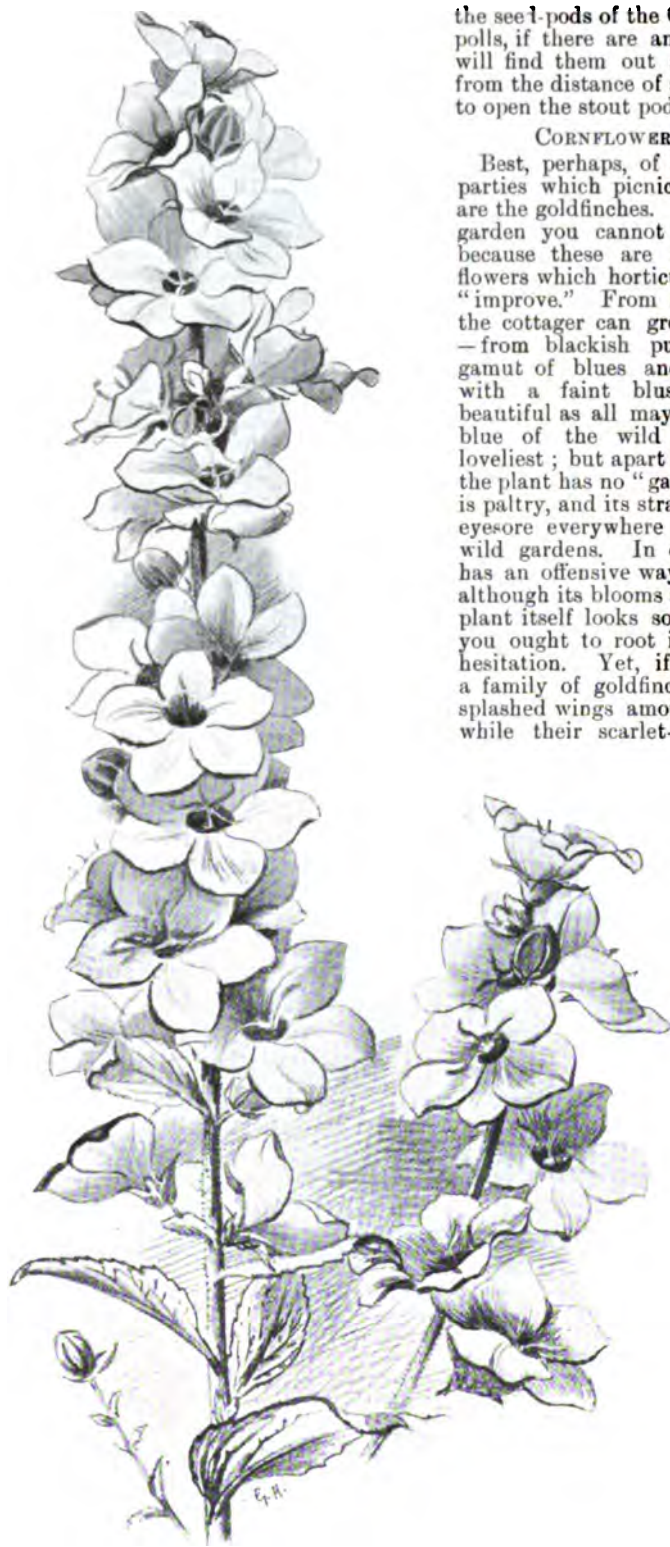 the seed-pods of the
polls, if there are an
will find them out
from the distance of
to open the stout pod
CORNFLOWER
Best, perhaps, of
parties which picnic
are the goldfinches.
garden you cannot
because these are
flowers which horticu
"improve." From
the cottager can gro
—from blackish pu
gamut of blues and
with a faint blus
beautiful as all may
blue of the wild
loveliest ; but apart
the plant has no "ga
is paltry, and its stra
eyesore everywhere
wild gardens. In
has an offensive way
although its blooms
plant itself looks so
you ought to root i
hesitation. Yet, if
a family of goldfinc
splashed wings amo
while their scarlet-